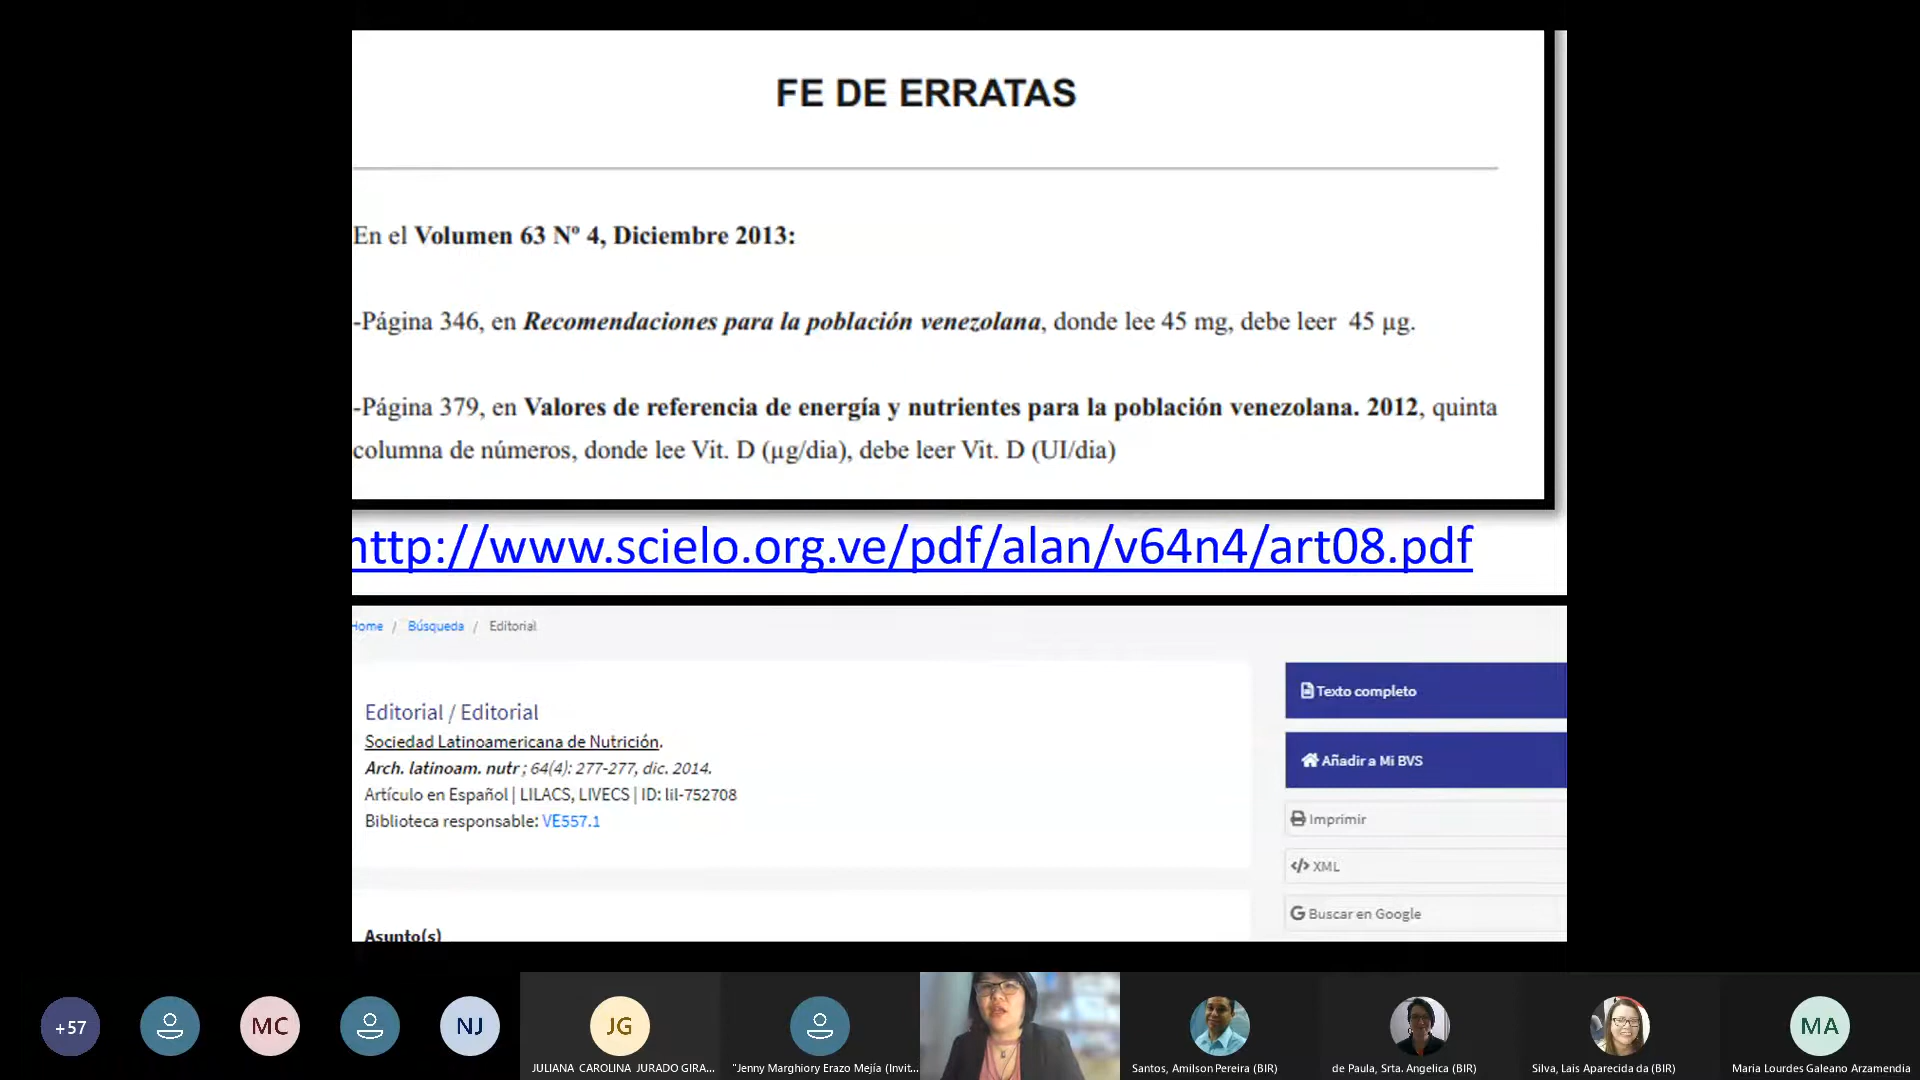 FE DE ERRATAS
En el Volumen 63 Nº 4, Diciembre 2013:
-Página 346, en Recomendaciones para la población venezolana, donde lee 45 mg, debe leer 45 µg.
-Página 379, en Valores de referencia de energía y nutrientes para la población venezolana. 2012, quinta
columna de números, donde lee Vit. D (µg/dia), debe leer Vit. D (UI/dia)
http://www.scielo.org.ve/pdf/alan/v64n4/art08.pdf
Home / Búsqueda / Editorial
Editorial / Editorial
Sociedad Latinoamericana de Nutrición.
Arch. latinoam. nutr ; 64(4): 277-277, dic. 2014.
Artículo en Español | LILACS, LIVECS | ID: lil-752708
Biblioteca responsable: VE557.1
Asunto(s)
Texto completo
Añadir a Mi BVS
Imprimir
XML
Buscar en Google
+57
MC
NJ
JG
MA
JULIANA CAROLINA JURADO GIRA...
"Jenny Marghiory Erazo Mejía (Invit...
Santos, Amilson Pereira (BIR)
de Paula, Srta. Angelica (BIR)
Silva, Lais Aparecida da (BIR)
Maria Lourdes Galeano Arzamendia